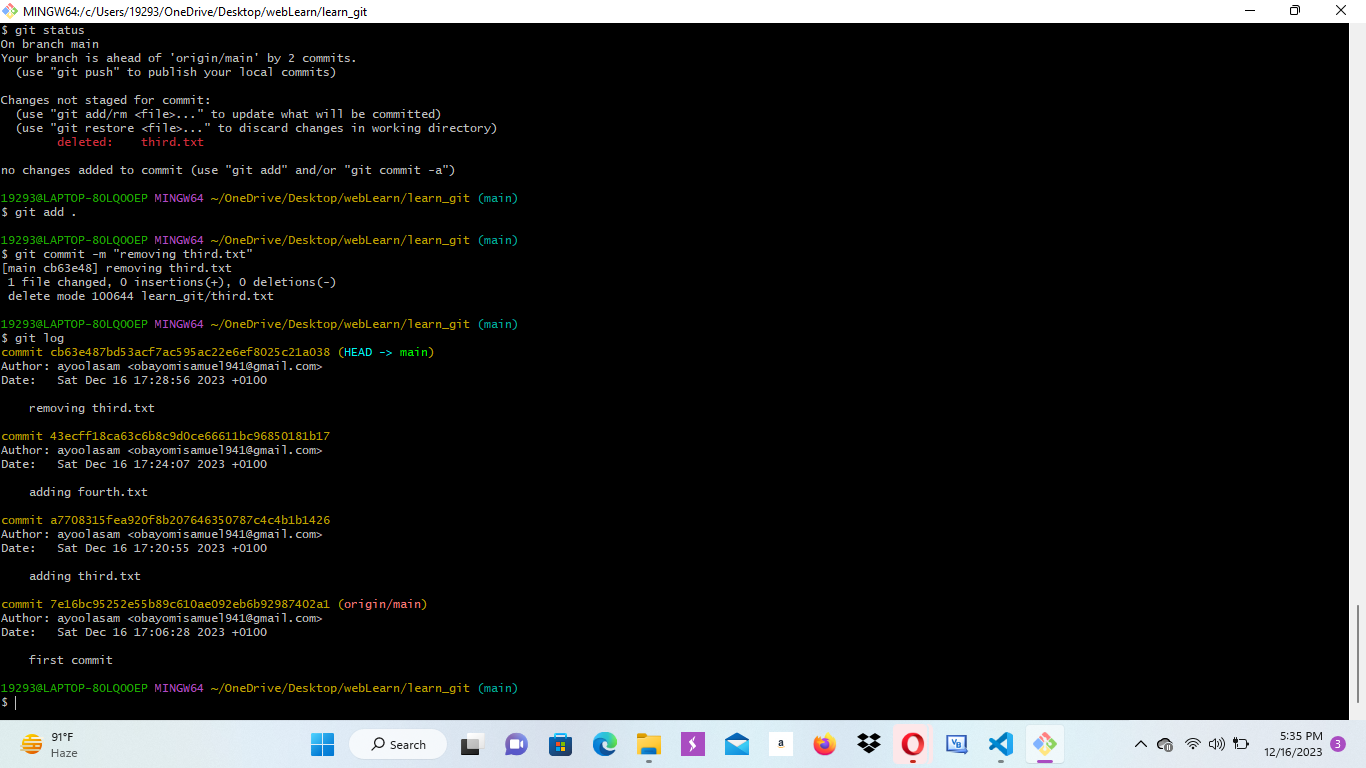 MINGW64:/c/Users/19293/OneDrive/Desktop/webLearn/learn_git
$ git status
On branch main
Your branch is ahead of 'origin/main' by 2 commits.
  (use "git push" to publish your local commits)
Changes not staged for commit:
  (use "git add/rm <file>..." to update what will be committed)
  (use "git restore <file>..." to discard changes in working directory)
        deleted:    third.txt
no changes added to commit (use "git add" and/or "git commit -a")
19293@LAPTOP-8OLQOOEP MINGW64 ~/OneDrive/Desktop/webLearn/learn_git (main)
$ git add .
19293@LAPTOP-8OLQOOEP MINGW64 ~/OneDrive/Desktop/webLearn/learn_git (main)
$ git commit -m "removing third.txt"
[main cb63e48] removing third.txt
 1 file changed, 0 insertions(+), 0 deletions(-)
 delete mode 100644 learn_git/third.txt
19293@LAPTOP-8OLQOOEP MINGW64 ~/OneDrive/Desktop/webLearn/learn_git (main)
$ git log
commit cb63e487bd53acf7ac595ac22e6ef8025c21a038 (HEAD -> main)
Author: ayoolasam <obayomisamuel941@gmail.com>
Date:   Sat Dec 16 17:28:56 2023 +0100
    removing third.txt
commit 43ecff18ca63c6b8c9d0ce66611bc96850181b17
Author: ayoolasam <obayomisamuel941@gmail.com>
Date:   Sat Dec 16 17:24:07 2023 +0100
    adding fourth.txt
commit a7708315fea920f8b207646350787c4c4b1b1426
Author: ayoolasam <obayomisamuel941@gmail.com>
Date:   Sat Dec 16 17:20:55 2023 +0100
    adding third.txt
commit 7e16bc95252e55b89c610ae092eb6b92987402a1 (origin/main)
Author: ayoolasam <obayomisamuel941@gmail.com>
Date:   Sat Dec 16 17:06:28 2023 +0100
    first commit
19293@LAPTOP-8OLQOOEP MINGW64 ~/OneDrive/Desktop/webLearn/learn_git (main)
$
91°F
Haze
Search
a
VB
5:35 PM
12/16/2023
3